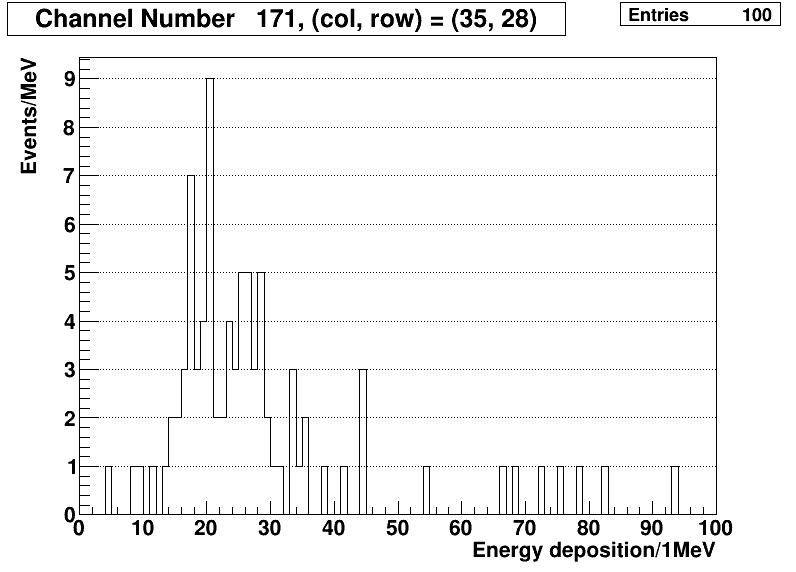 Channel Number 171, (col, row) = (35, 28)
Entries 100
Events/MeV
9
8
7
6
5
4
3
2
1
0
0 10 20 30 40 50 60 70 80 90 100
Energy deposition/1MeV